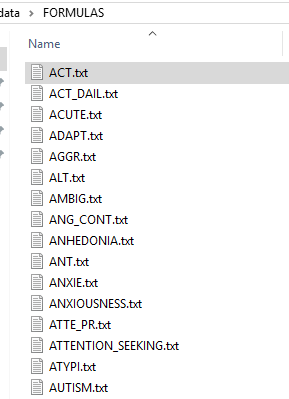 data > FORMULAS
Name
ACT.txt
ACT_DAIL.txt
ACUTE.txt
ADAPT.txt
AGGR.txt
ALT.txt
AMBIG.txt
ANG_CONT.txt
ANHEDONIA.txt
ANT.txt
ANXIE.txt
ANXIOUSNESS.txt
ATTE_PR.txt
ATTENTION_SEEKING.txt
ATYPI.txt
AUTISM.txt